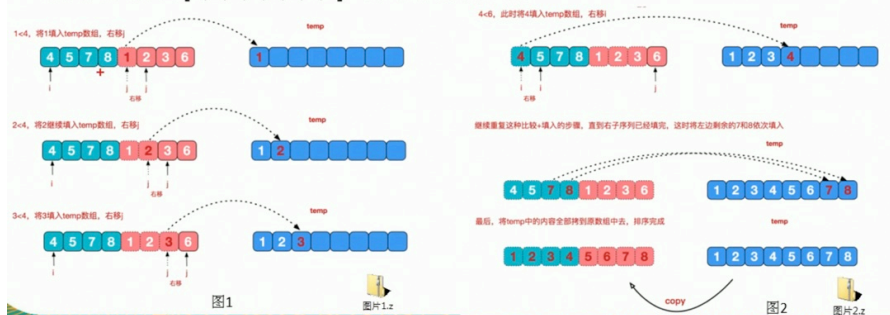 1<4, 将1填入temp数组, 右移j
temp
4 5 7 8 1 2 3 6
1
i
j
j
右移
2<4, 将2继续填入temp数组, 右移j
temp
4 5 7 8 1 2 3 6
1 2
i
j
j
右移
3<4, 将3填入temp数组, 右移j
temp
4 5 7 8 1 2 3 6
1 2 3
i
j
j
右移
图1
图片1.z
4<6, 此时将4填入temp数组, 右移i
temp
4 5 7 8 1 2 3 6
1 2 3 4
i
i
j
右移
继续重复这种比较+填入的步骤, 直到右子序列已经填完, 这时将左边剩余的7和8依次填入
temp
4 5 7 8 1 2 3 6
1 2 3 4 5 6 7 8
最后, 将temp中的内容全部拷到原数组中去, 排序完成
temp
1 2 3 4 5 6 7 8
1 2 3 4 5 6 7 8
copy
图2
图片2.z